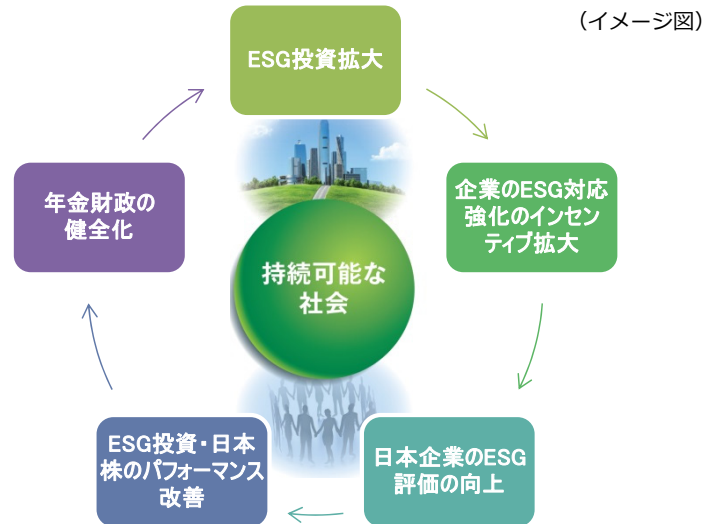 （イメージ図）
ESG投資拡大
企業のESG対応
強化のインセン
ティブ拡大
日本企業のESG
評価の向上
ESG投資・日本
株のパフォーマンス
改善
年金財政の
健全化
持続可能な
社会